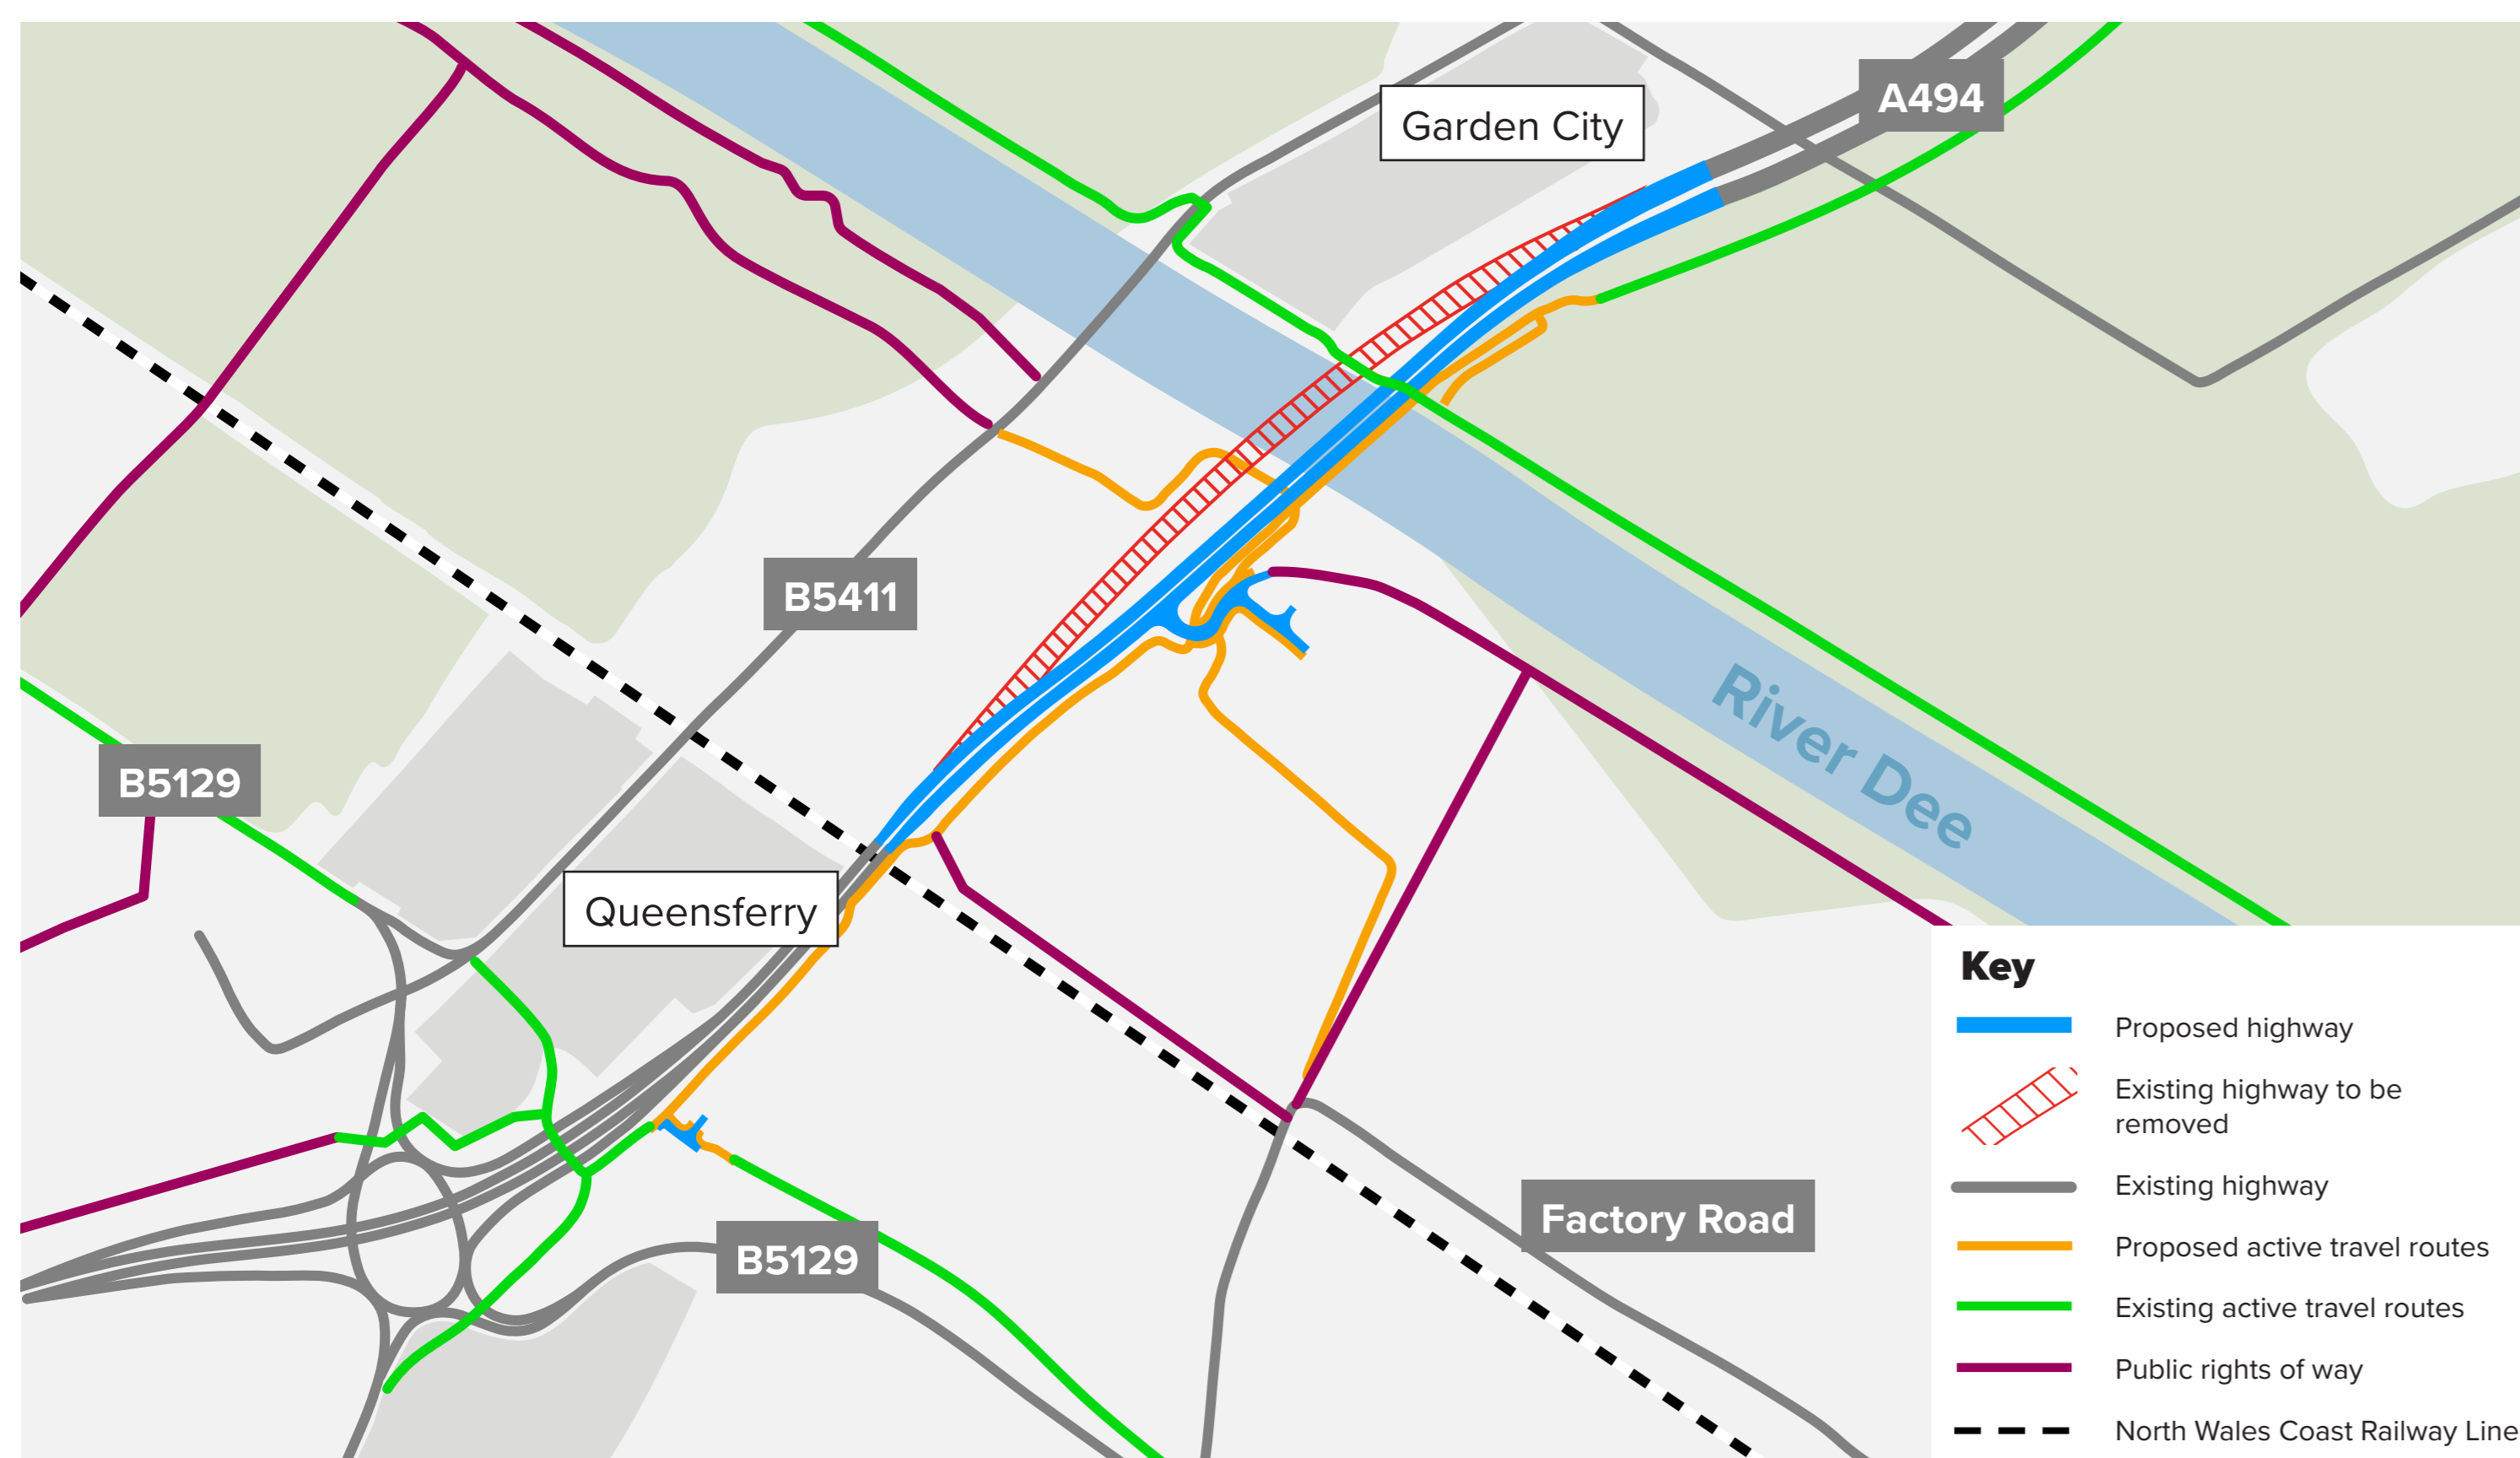 A494
Garden City
B5411
River Dee
B5129
Queensferry
Factory Road
B5129
Key
Proposed highway
Existing highway to be
removed
Existing highway
Proposed active travel routes
Existing active travel routes
Public rights of way
North Wales Coast Railway Line